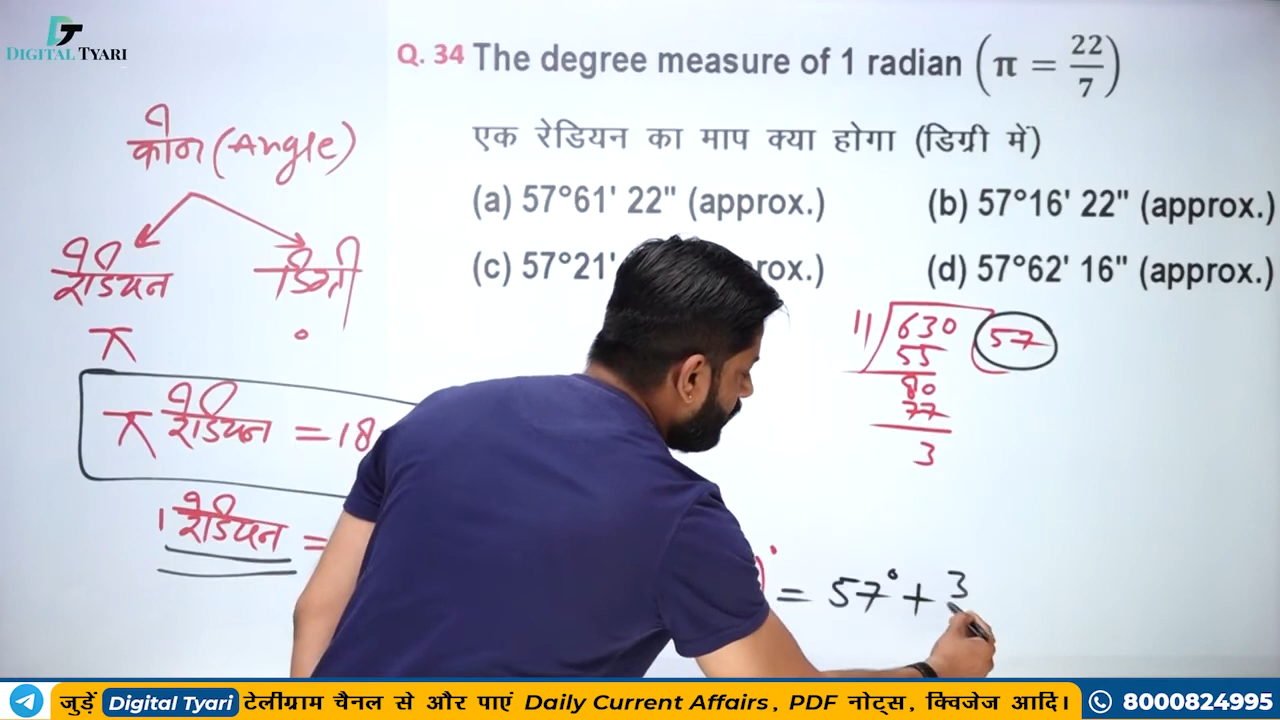 DIGITAL TYARI
Q. 34 The degree measure of 1 radian (π = 22/7)
एक रेडियन का माप क्या होगा (डिग्री में)
(a) 57°61' 22" (approx.)
(b) 57°16' 22" (approx.)
(c) 57°21' rox.)
(d) 57°62' 16" (approx.)
कोण (Angle)
रेडियन डिग्री
π °
π रेडियन = 18
1 रेडियन =
11 630 57
55
80
77
3
= 57° + 3
जुड़ें Digital Tyari टेलीग्राम चैनल से और पाएं Daily Current Affairs, PDF नोट्स, क्विजेज आदि। 8000824995